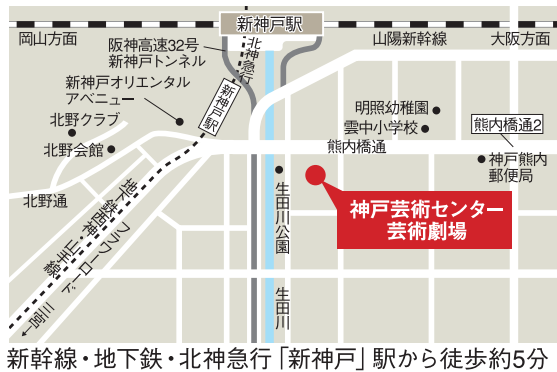 新神戸駅
岡山方面
阪神高速32号
新神戸トンネル
北神急行
山陽新幹線
大阪方面
新神戸オリエンタル
アベニュー
新神戸駅
北野クラブ
北野会館
明照幼稚園
雲中小学校
熊内橋通2
熊内橋通
神戸熊内
郵便局
北野通
地下鉄西神・山手線
フラワーロード
三宮→
生田川公園
神戸芸術センター
芸術劇場
生田川
新幹線・地下鉄・北神急行「新神戸」駅から徒歩約5分